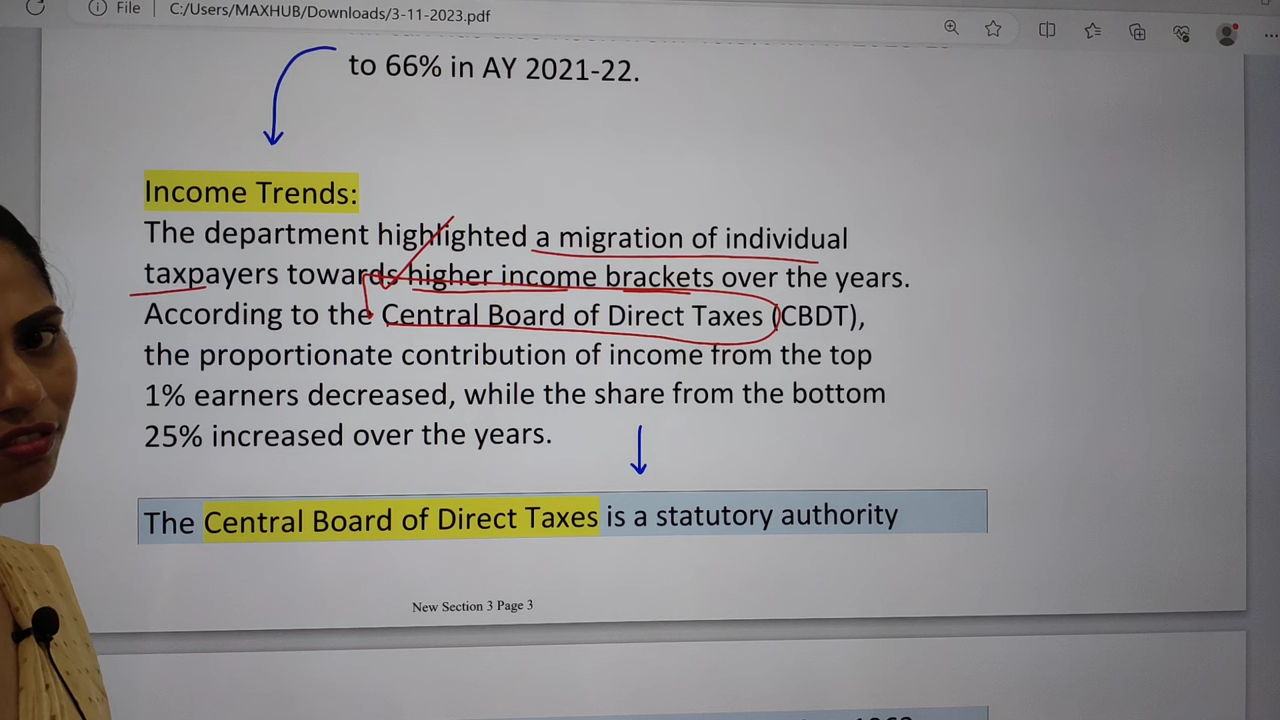 File C:/Users/MAXHUB/Downloads/3-11-2023.pdf
to 66% in AY 2021-22.
Income Trends:
The department highlighted a migration of individual
taxpayers towards higher income brackets over the years.
According to the Central Board of Direct Taxes (CBDT),
the proportionate contribution of income from the top
1% earners decreased, while the share from the bottom
25% increased over the years.
The Central Board of Direct Taxes is a statutory authority
New Section 3 Page 3